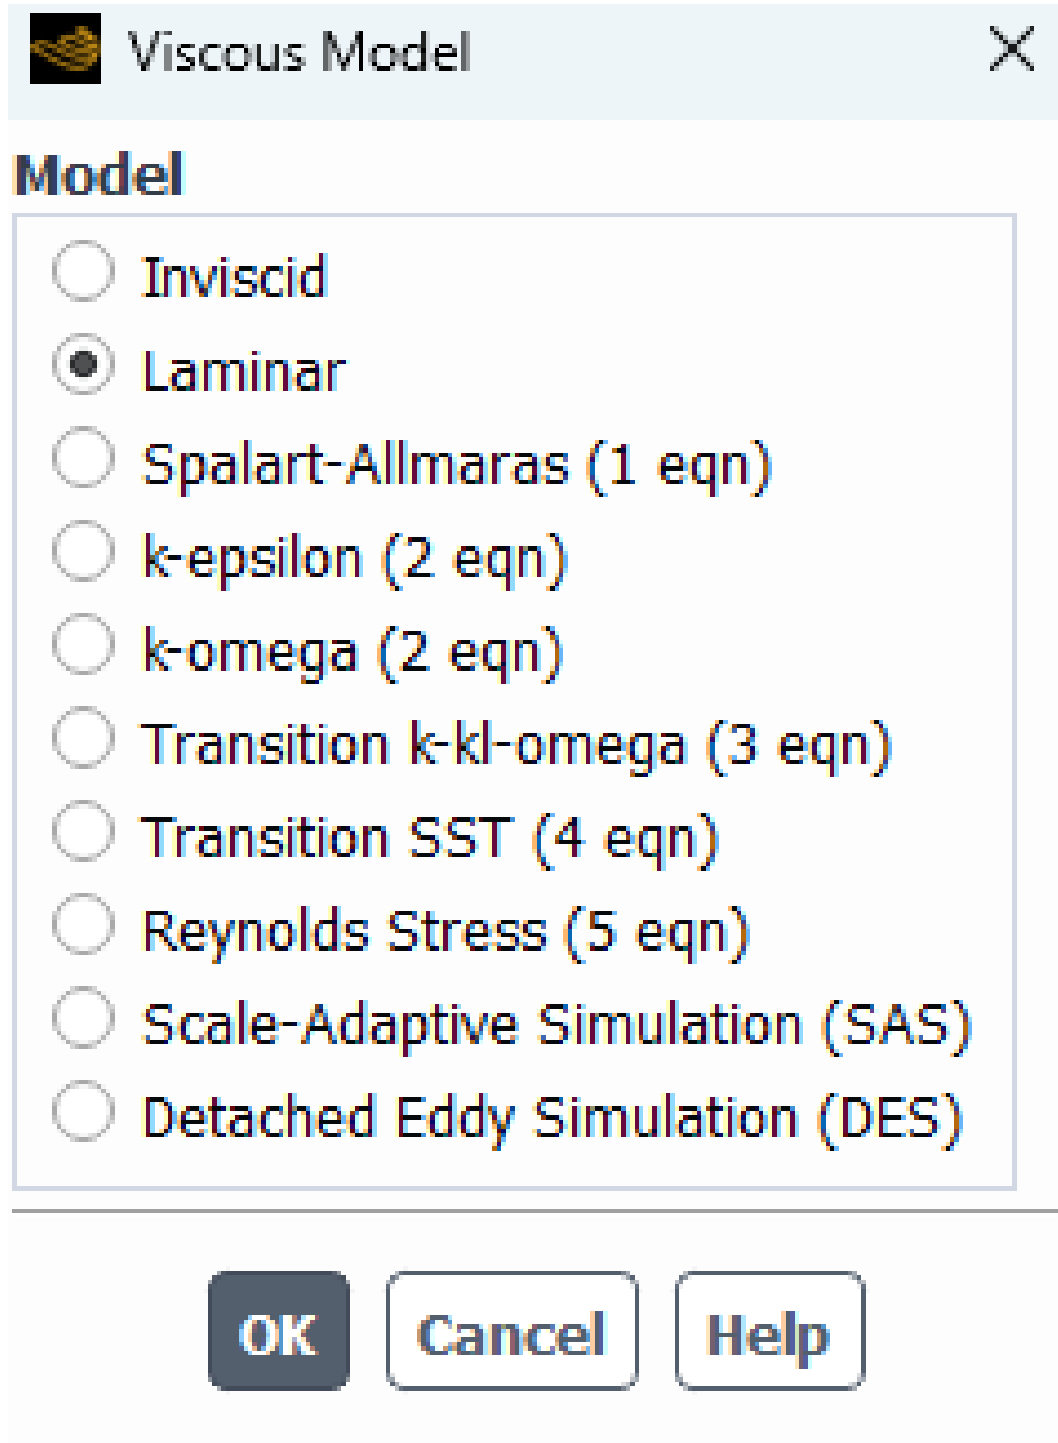 Viscous Model
Model
Inviscid
Laminar
Spalart-Allmaras (1 eqn)
k-epsilon (2 eqn)
k-omega (2 eqn)
Transition k-kl-omega (3 eqn)
Transition SST (4 eqn)
Reynolds Stress (5 eqn)
Scale-Adaptive Simulation (SAS)
Detached Eddy Simulation (DES)
OK Cancel Help